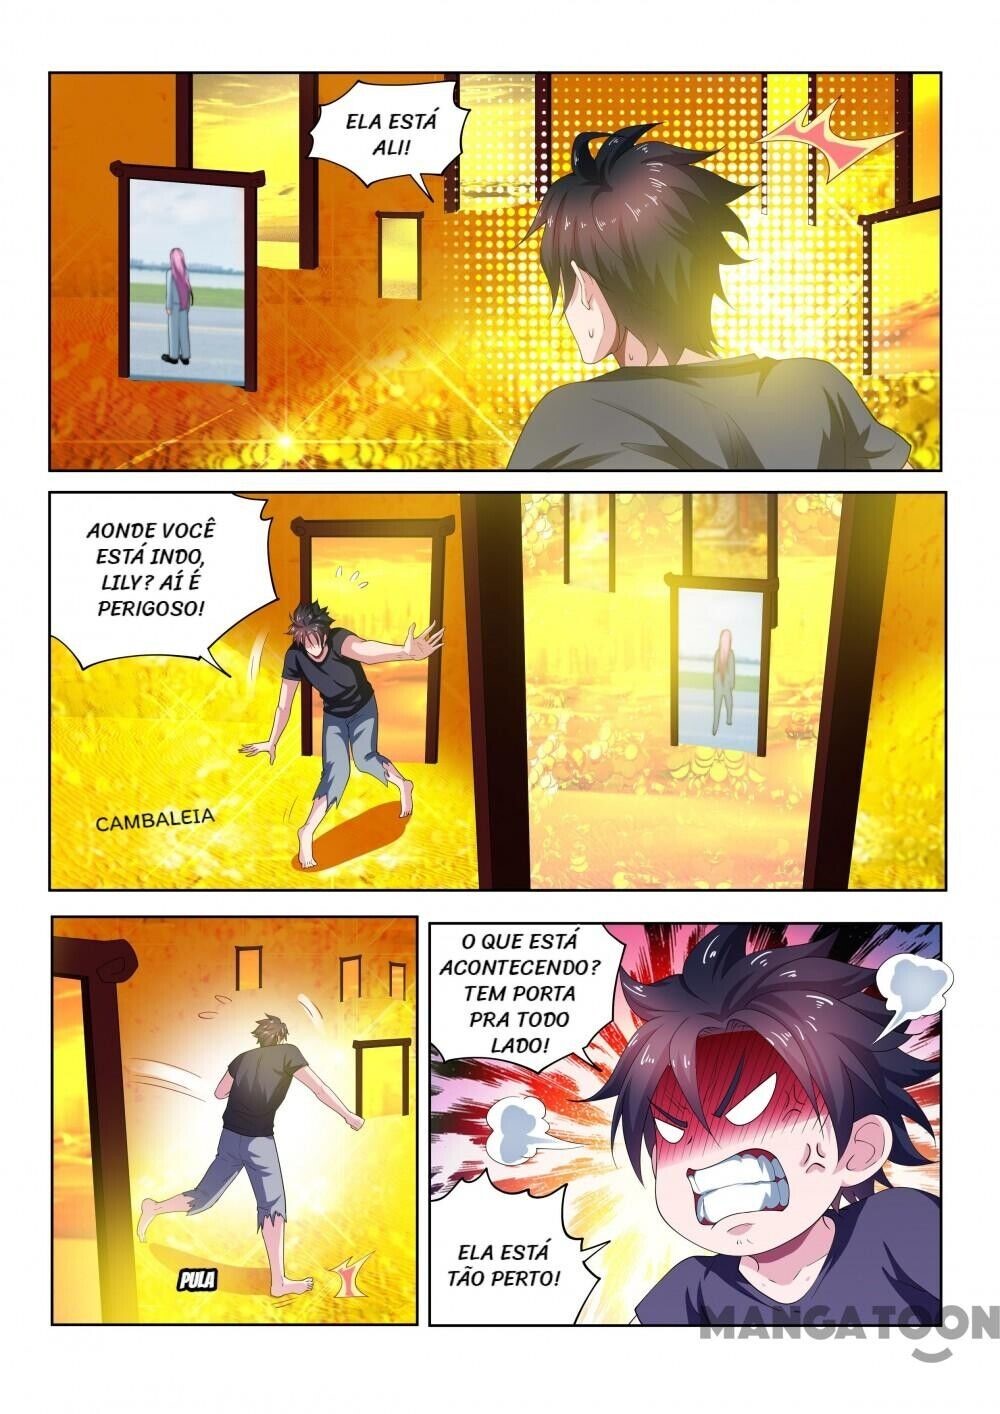 ELA ESTÁ
ALI!
AONDE VOCÊ
ESTÁ INDO,
LILY? AÍ É
PERIGOSO!
CAMBALEIA
PULA
O QUE ESTÁ
ACONTECENDO?
TEM PORTA
PRA TODO
LADO!
ELA ESTÁ
TÃO PERTO!
MANGATOON